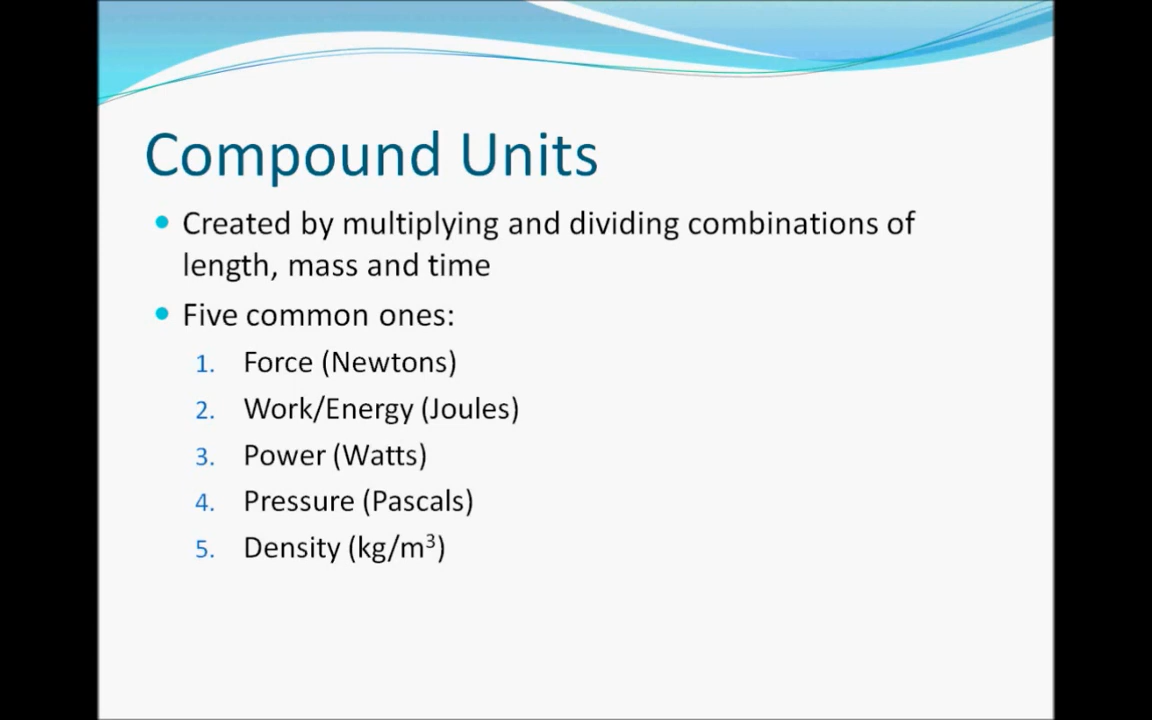 Compound Units
• Created by multiplying and dividing combinations of
length, mass and time
• Five common ones:
1. Force (Newtons)
2. Work/Energy (Joules)
3. Power (Watts)
4. Pressure (Pascals)
5. Density (kg/m³)